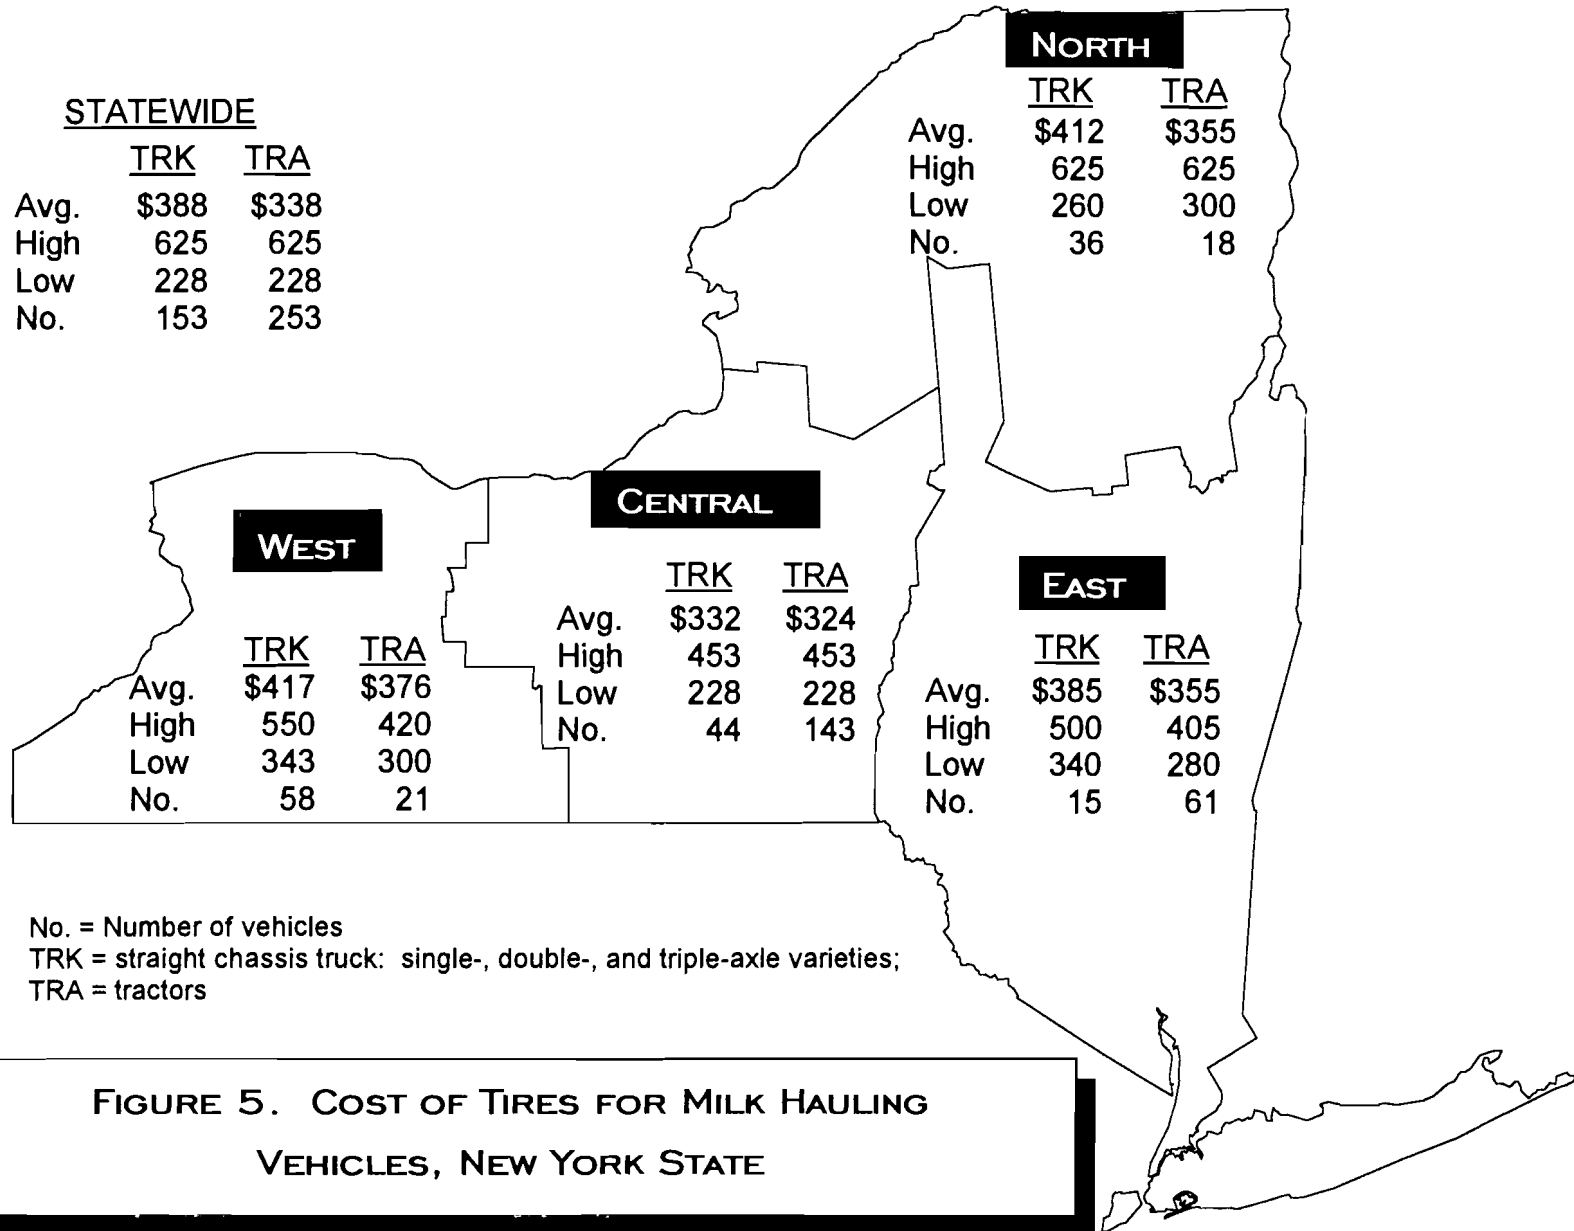 NORTH
TRK TRA
Avg. $412 $355
High 625 625
Low 260 300
No. 36 18
STATEWIDE
TRK TRA
Avg. $388 $338
High 625 625
Low 228 228
No. 153 253
WEST
TRK TRA
Avg. $417 $376
High 550 420
Low 343 300
No. 58 21
CENTRAL
TRK TRA
Avg. $332 $324
High 453 453
Low 228 228
No. 44 143
EAST
TRK TRA
Avg. $385 $355
High 500 405
Low 340 280
No. 15 61
No. = Number of vehicles
TRK = straight chassis truck: single-, double-, and triple-axle varieties;
TRA = tractors
FIGURE 5. COST OF TIRES FOR MILK HAULING
VEHICLES, NEW YORK STATE